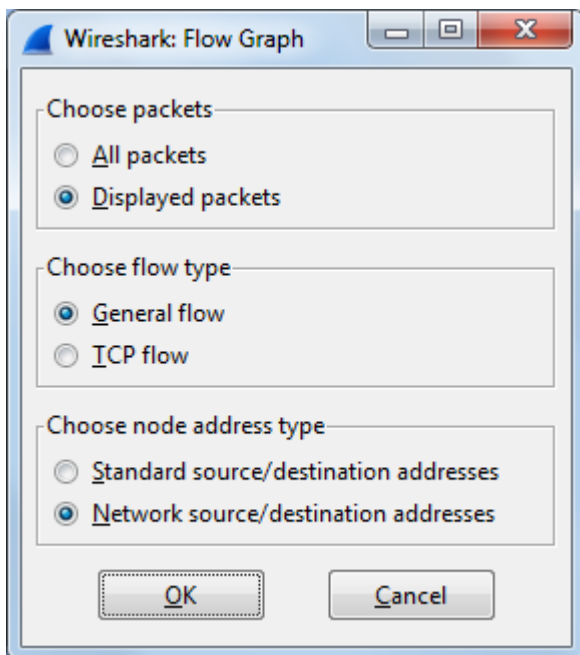 Wireshark: Flow Graph
Choose packets
All packets
Displayed packets
Choose flow type
General flow
TCP flow
Choose node address type
Standard source/destination addresses
Network source/destination addresses
OK
Cancel